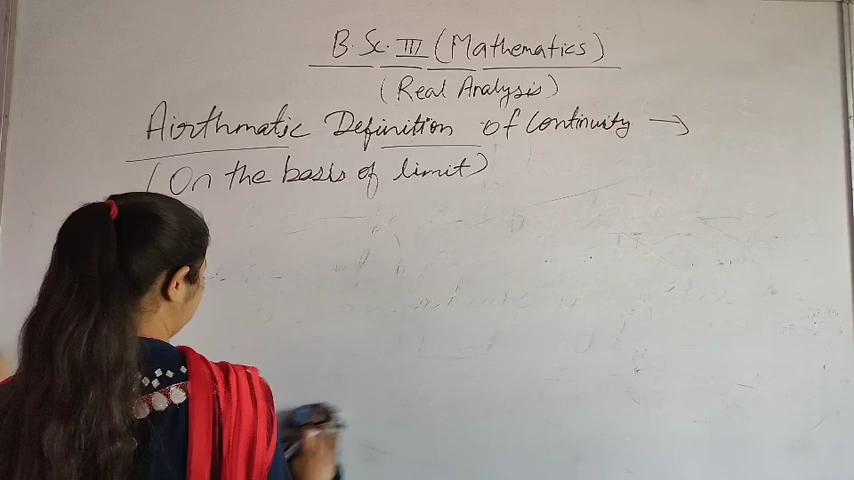 B.Sc. III (Mathematics)
(Real Analysis)
Airthmatic Definition of Continuity →
(On the basis of limit)